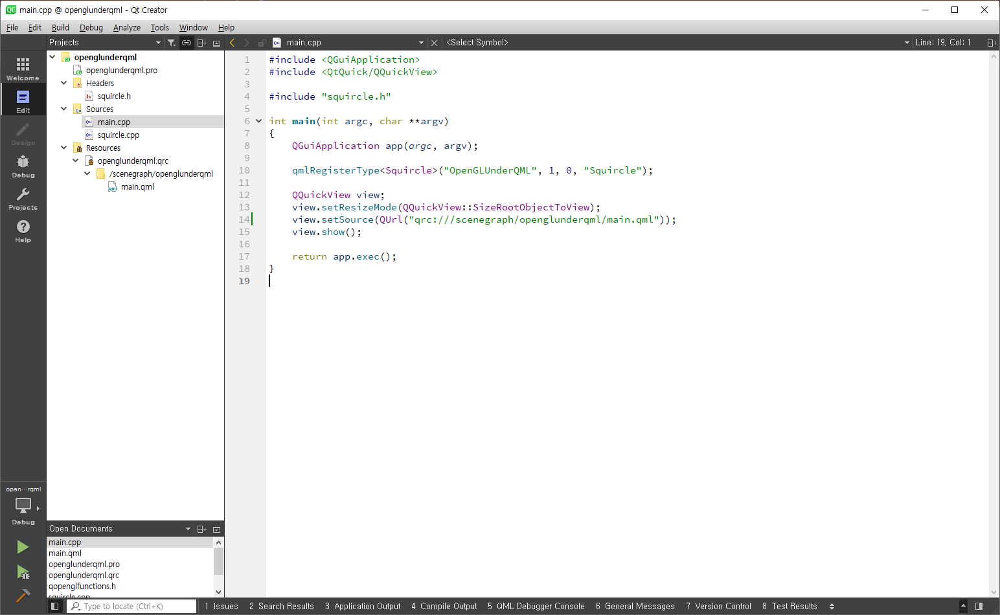 main.cpp @ openglunderqml - Qt Creator
File Edit Build Debug Analyze Tools Window Help
Projects
main.cpp
<Select Symbol>
Line: 19, Col: 1
Welcome
Edit
Design
Debug
Projects
Help
open···rqml
Debug
openglunderqml
openglunderqml.pro
Headers
squircle.h
Sources
main.cpp
squircle.cpp
Resources
openglunderqml.qrc
/scenegraph/openglunderqml
main.qml
Open Documents
main.cpp
main.qml
openglunderqml.pro
openglunderqml.qrc
qopenglfunctions.h
squircle.cpp
1 #include <QGuiApplication>
2 #include <QtQuick/QQuickView>
3
4 #include "squircle.h"
5
6 int main(int argc, char **argv)
7 {
8 QGuiApplication app(argc, argv);
9
10 qmlRegisterType<Squircle>("OpenGLUnderQML", 1, 0, "Squircle");
11
12 QQuickView view;
13 view.setResizeMode(QQuickView::SizeRootObjectToView);
14 view.setSource(QUrl("qrc:///scenegraph/openglunderqml/main.qml"));
15 view.show();
16
17 return app.exec();
18 }
19
Type to locate (Ctrl+K)
1 Issues 2 Search Results 3 Application Output 4 Compile Output 5 QML Debugger Console 6 General Messages 7 Version Control 8 Test Results